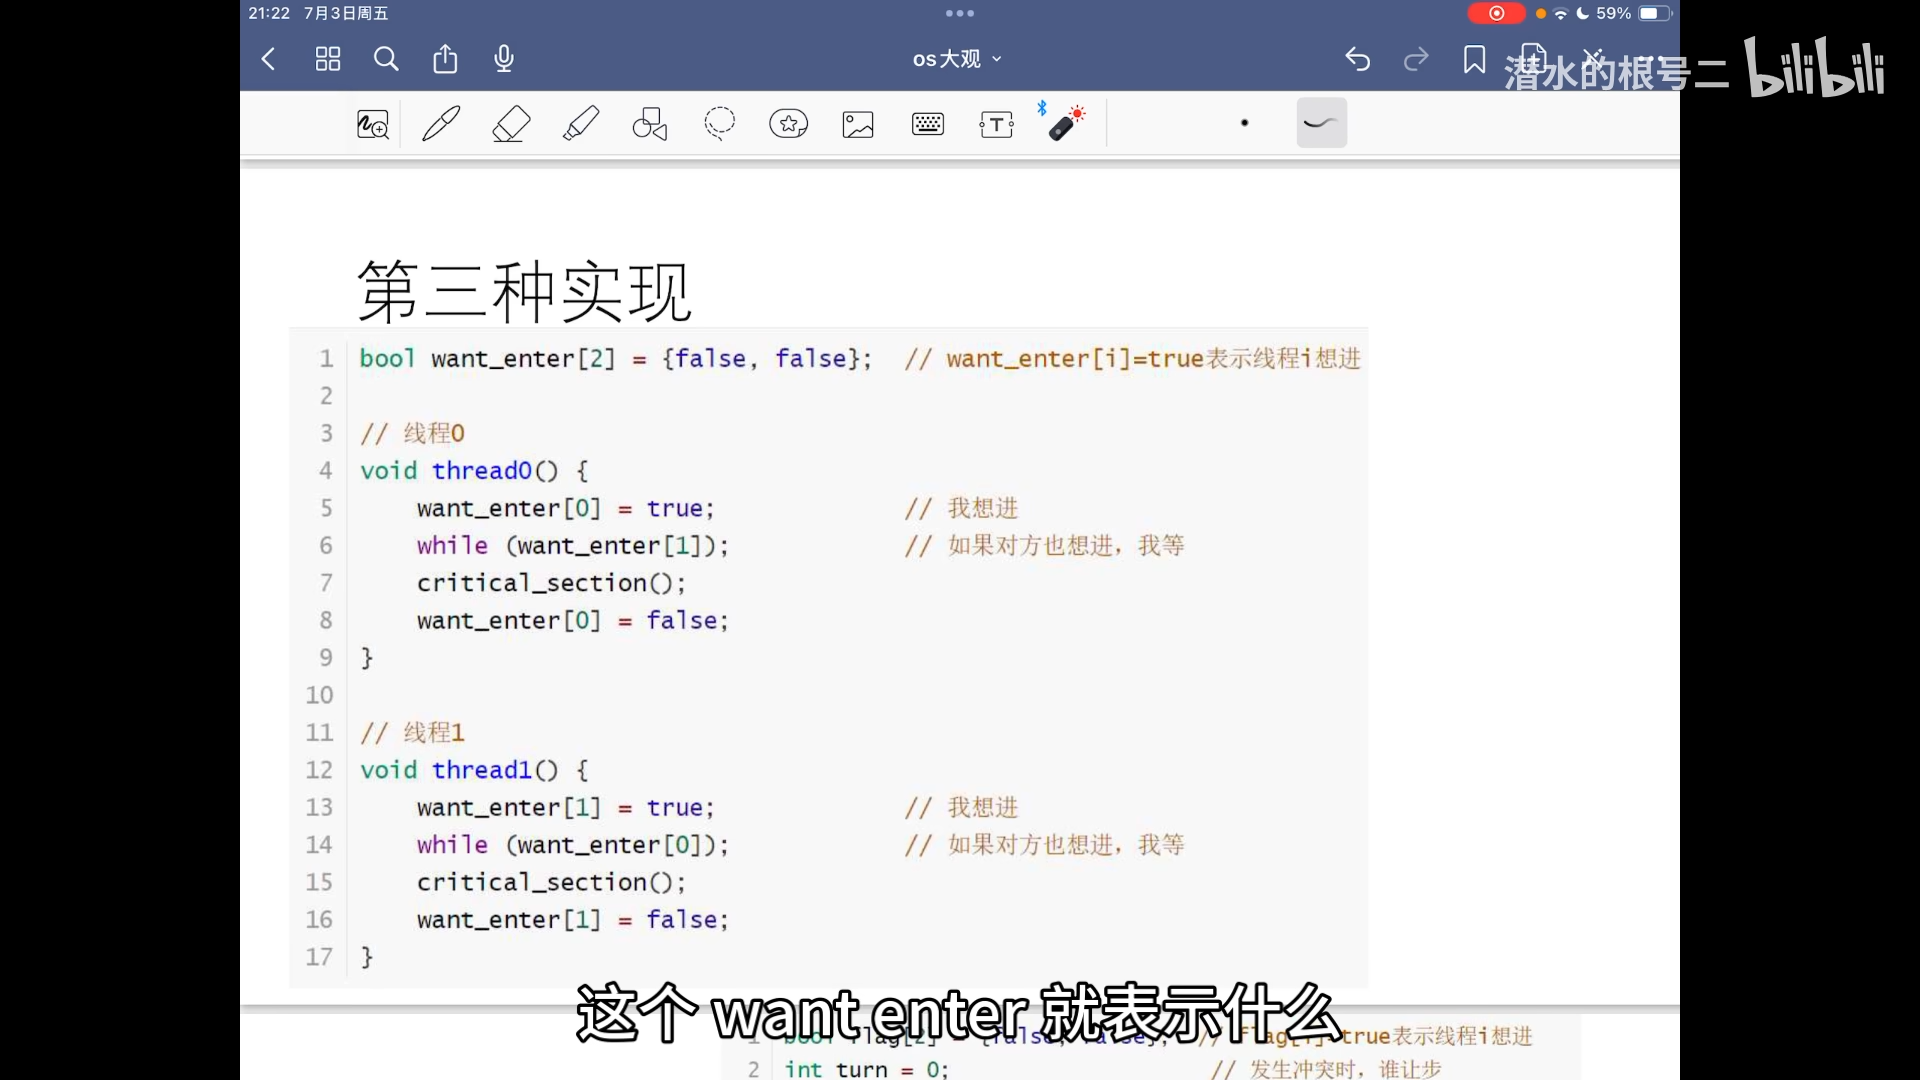 21:22 7月3日周五
59%
os大观
潜水的根号二 bilibili
第三种实现
1 bool want_enter[2] = {false, false}; // want_enter[i]=true表示线程i想进
2
3 // 线程0
4 void thread0() {
5 want_enter[0] = true; // 我想进
6 while (want_enter[1]); // 如果对方也想进，我等
7 critical_section();
8 want_enter[0] = false;
9 }
10
11 // 线程1
12 void thread1() {
13 want_enter[1] = true; // 我想进
14 while (want_enter[0]); // 如果对方也想进，我等
15 critical_section();
16 want_enter[1] = false;
17 }
这个 want enter 就表示什么
1 bool flag[2] = {false, false}; // flag[i]=true表示线程i想进
2 int turn = 0; // 发生冲突时，谁让步